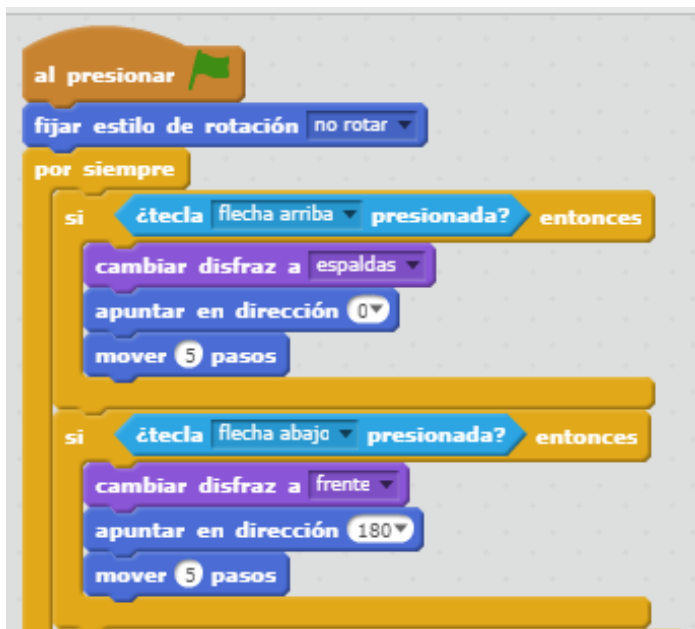 al presionar
fijar estilo de rotación no rotar
por siempre
si ¿tecla flecha arriba presionada? entonces
cambiar disfraz a espaldas
apuntar en dirección 0
mover 5 pasos
si ¿tecla flecha abajo presionada? entonces
cambiar disfraz a frente
apuntar en dirección 180
mover 5 pasos